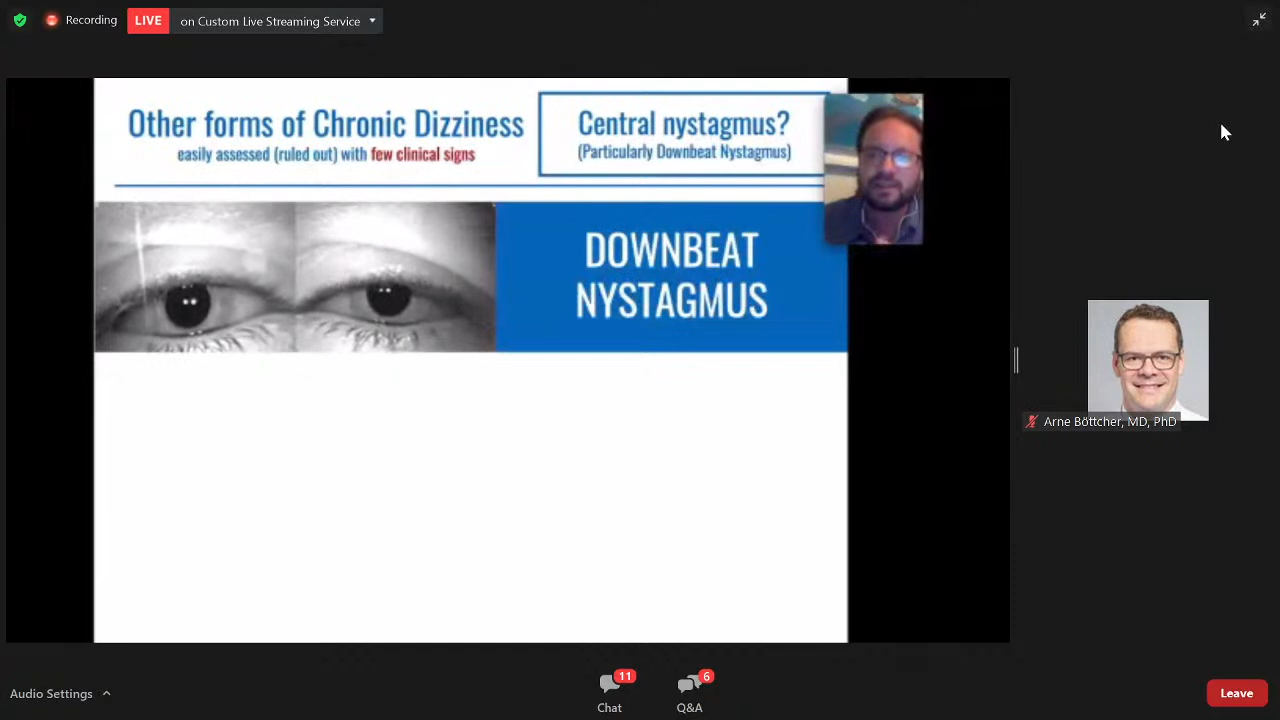 Recording
LIVE
on Custom Live Streaming Service
Other forms of Chronic Dizziness
easily assessed (ruled out) with few clinical signs
Central nystagmus?
(Particularly Downbeat Nystagmus)
DOWNBEAT
NYSTAGMUS
Arne Böttcher, MD, PhD
Audio Settings
11
Chat
6
Q&A
Leave